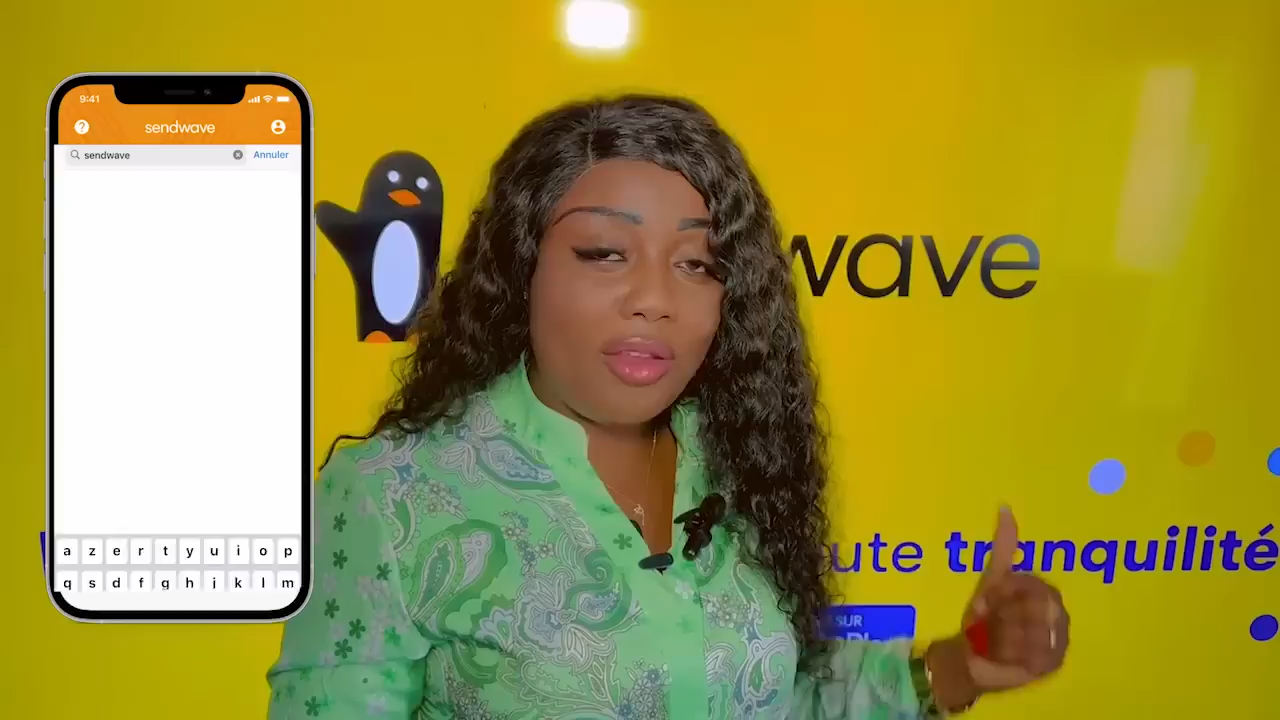 9:41
sendwave
sendwave
Annuler
a z e r t y u i o p
q s d f g h j k l m
wave
ute tranquilité
SUR